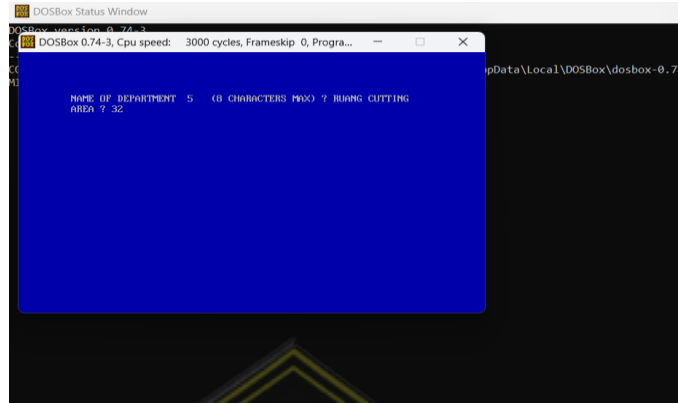 DOSBox Status Window
DOSBox version 0.74-3
DOSBox 0.74-3, Cpu speed: 3000 cycles, Frameskip 0, Progra...
pData\Local\DOSBox\dosbox-0.7
NAME OF DEPARTMENT 5 (8 CHARACTERS MAX) ? RUANG CUTTING
AREA ? 32